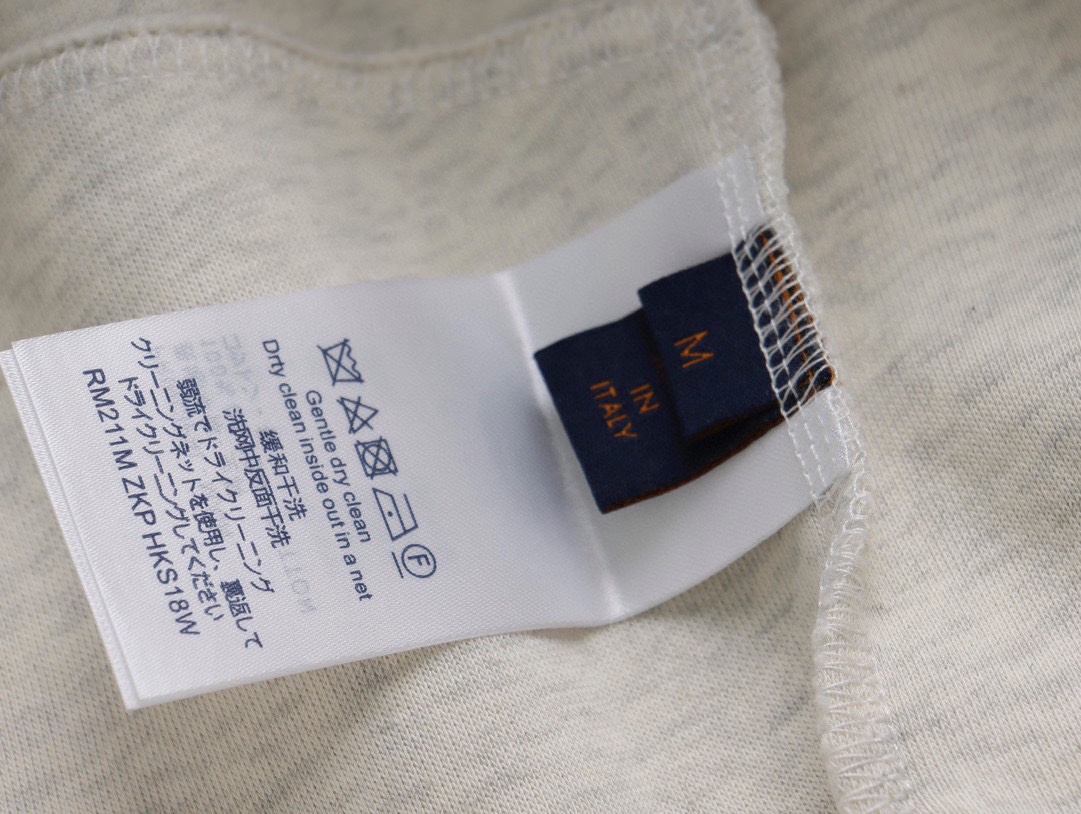 M
IN
ITALY
F
Gentle dry clean
Drty clean inside out in a net
缓和干洗
洗网中反面干洗
弱流でドライクリーニング
クリーニングネットを使用し、裏返して
ドライクリーニングしてください
RM211M ZKP HKS18W